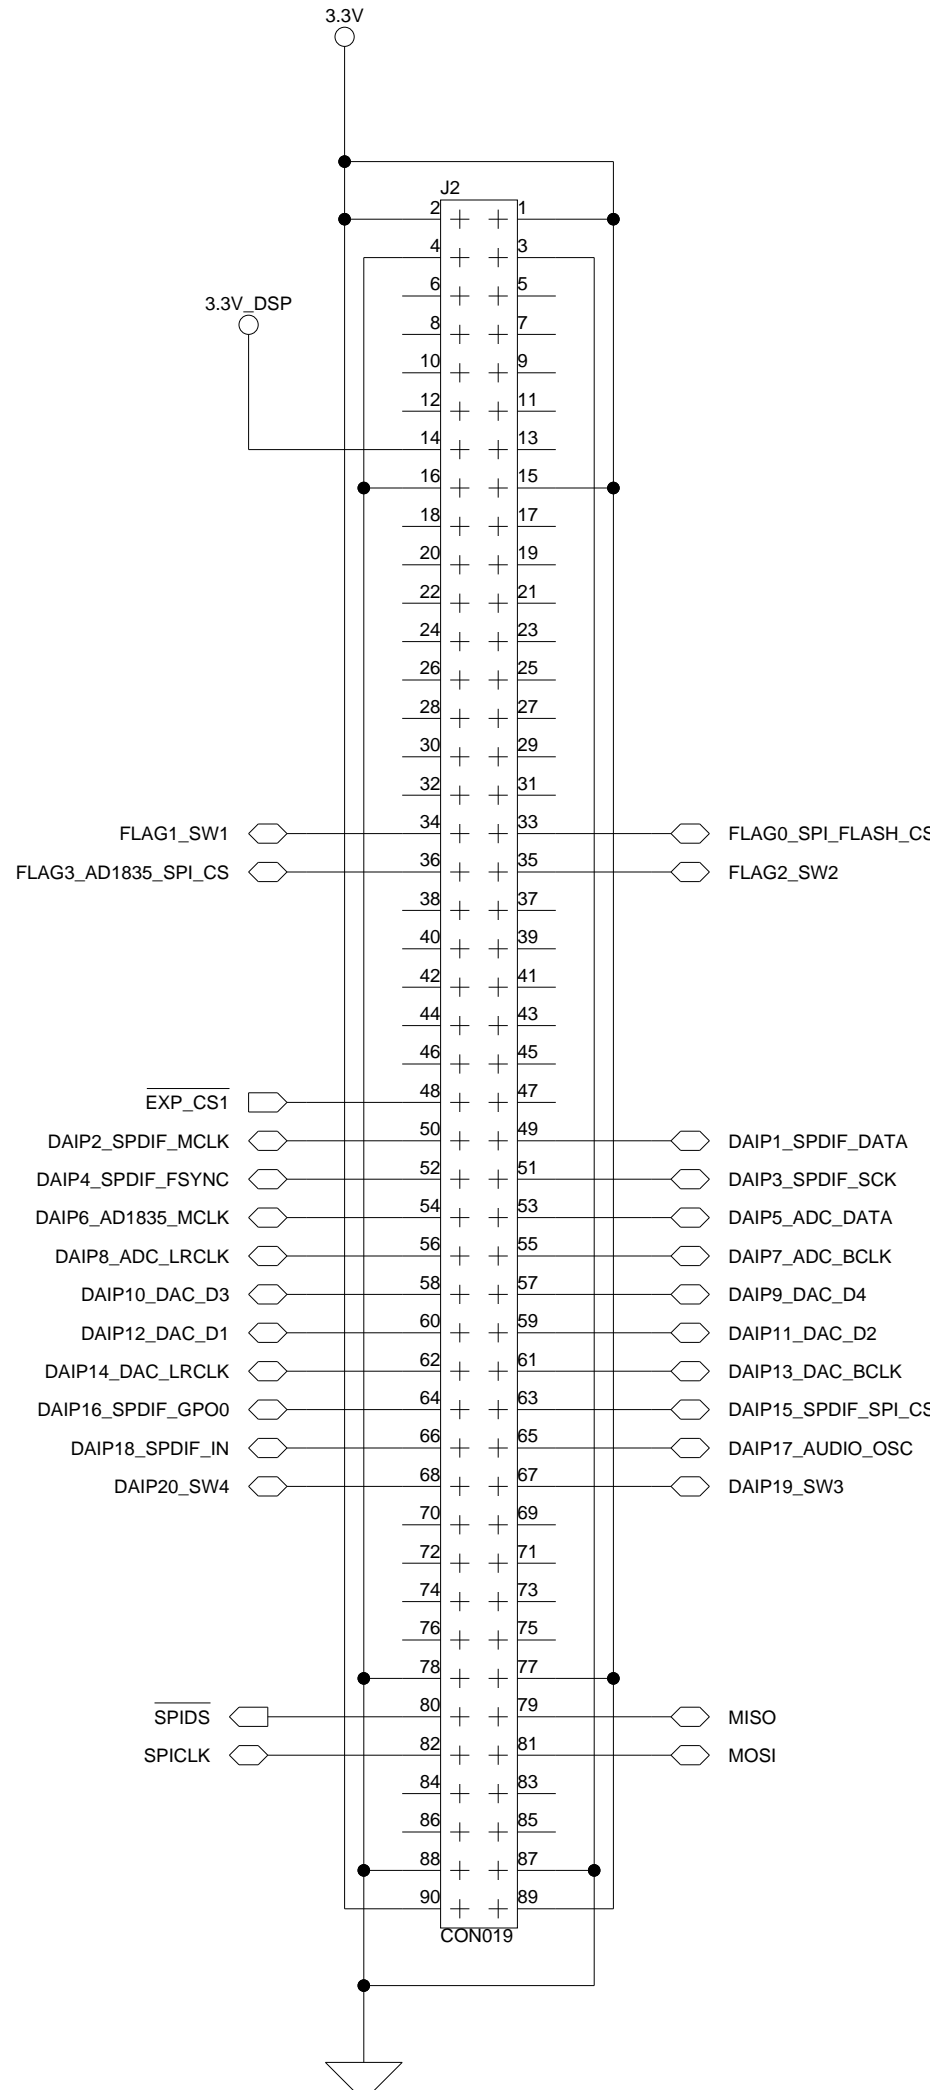 3.3V
J2
2 1
4 3
6 5
3.3V_DSP
8 7
10 9
12 11
14 13
16 15
18 17
20 19
22 21
24 23
26 25
28 27
30 29
32 31
FLAG1_SW1 34 33 FLAG0_SPI_FLASH_CS
FLAG3_AD1835_SPI_CS 36 35 FLAG2_SW2
38 37
40 39
42 41
44 43
46 45
EXP_CS1 48 47
DAIP2_SPDIF_MCLK 50 49 DAIP1_SPDIF_DATA
DAIP4_SPDIF_FSYNC 52 51 DAIP3_SPDIF_SCK
DAIP6_AD1835_MCLK 54 53 DAIP5_ADC_DATA
DAIP8_ADC_LRCLK 56 55 DAIP7_ADC_BCLK
DAIP10_DAC_D3 58 57 DAIP9_DAC_D4
DAIP12_DAC_D1 60 59 DAIP11_DAC_D2
DAIP14_DAC_LRCLK 62 61 DAIP13_DAC_BCLK
DAIP16_SPDIF_GPO0 64 63 DAIP15_SPDIF_SPI_CS
DAIP18_SPDIF_IN 66 65 DAIP17_AUDIO_OSC
DAIP20_SW4 68 67 DAIP19_SW3
70 69
72 71
74 73
76 75
78 77
SPIDS 80 79 MISO
SPICLK 82 81 MOSI
84 83
86 85
88 87
90 89
CON019